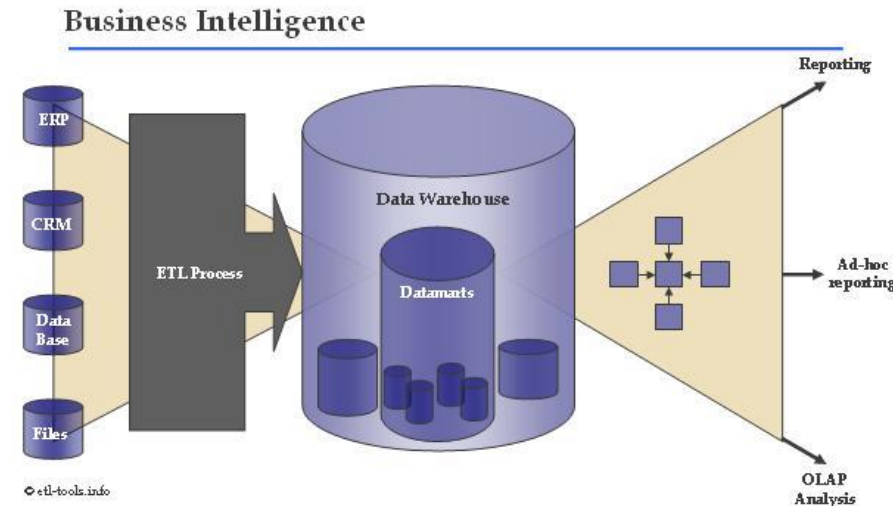 Business Intelligence
Reporting
ERP
CRM
Data Warehouse
ETL Process
Ad-hoc
reporting
Datamarts
Data
Base
Files
OLAP
Analysis
© etl-tools.info